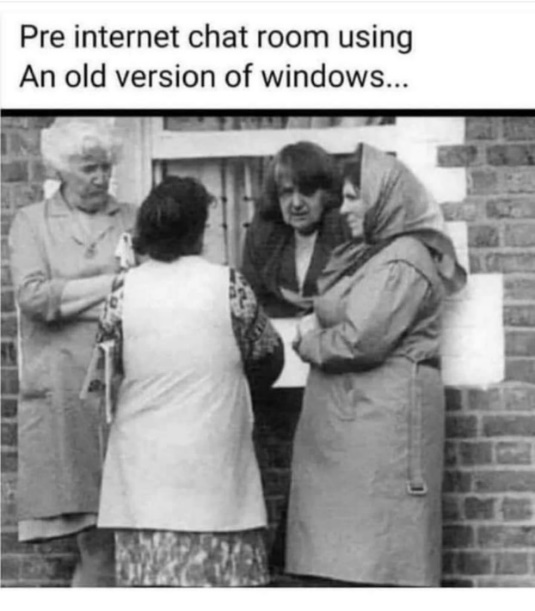 Pre internet chat room using
An old version of windows...